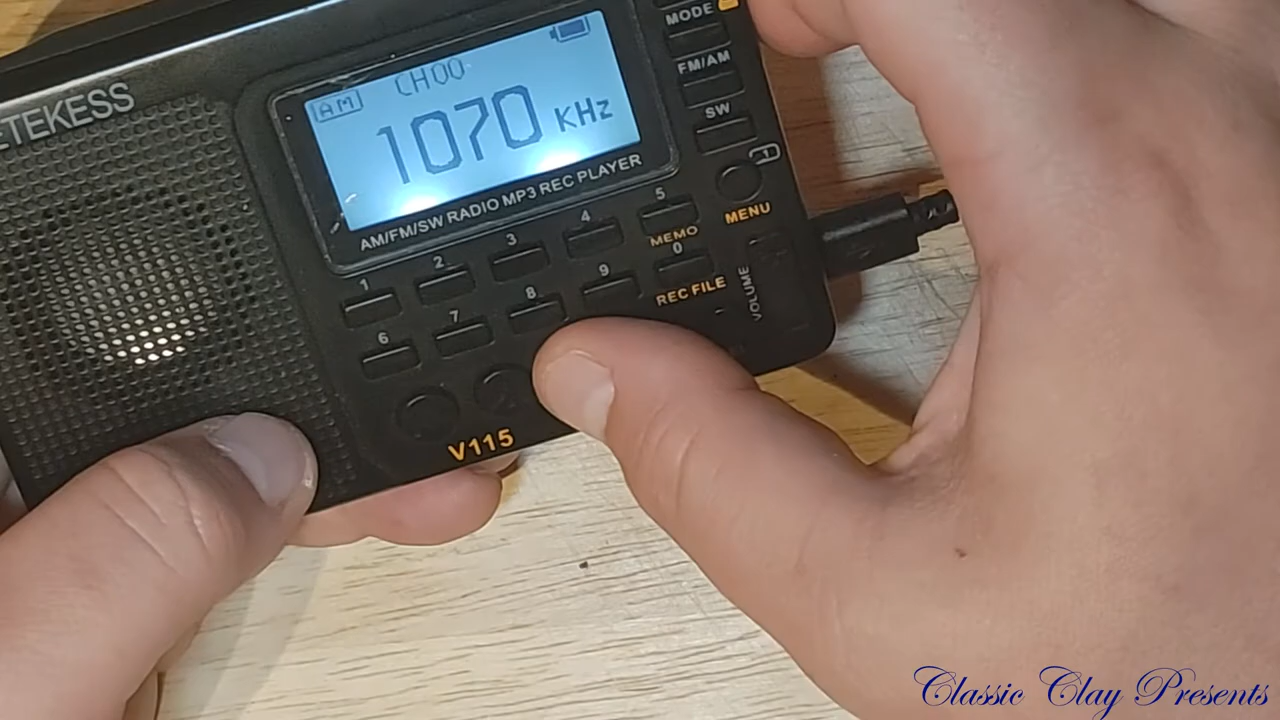 ETEKESS
AM CH00
1070 KHz
AM/FM/SW RADIO MP3 REC PLAYER
MODE
FM/AM
SW
MENU
1 2 3 4 5
MEMO
6 7 8 9 0
REC FILE
VOLUME
V115
Classic Clay Presents